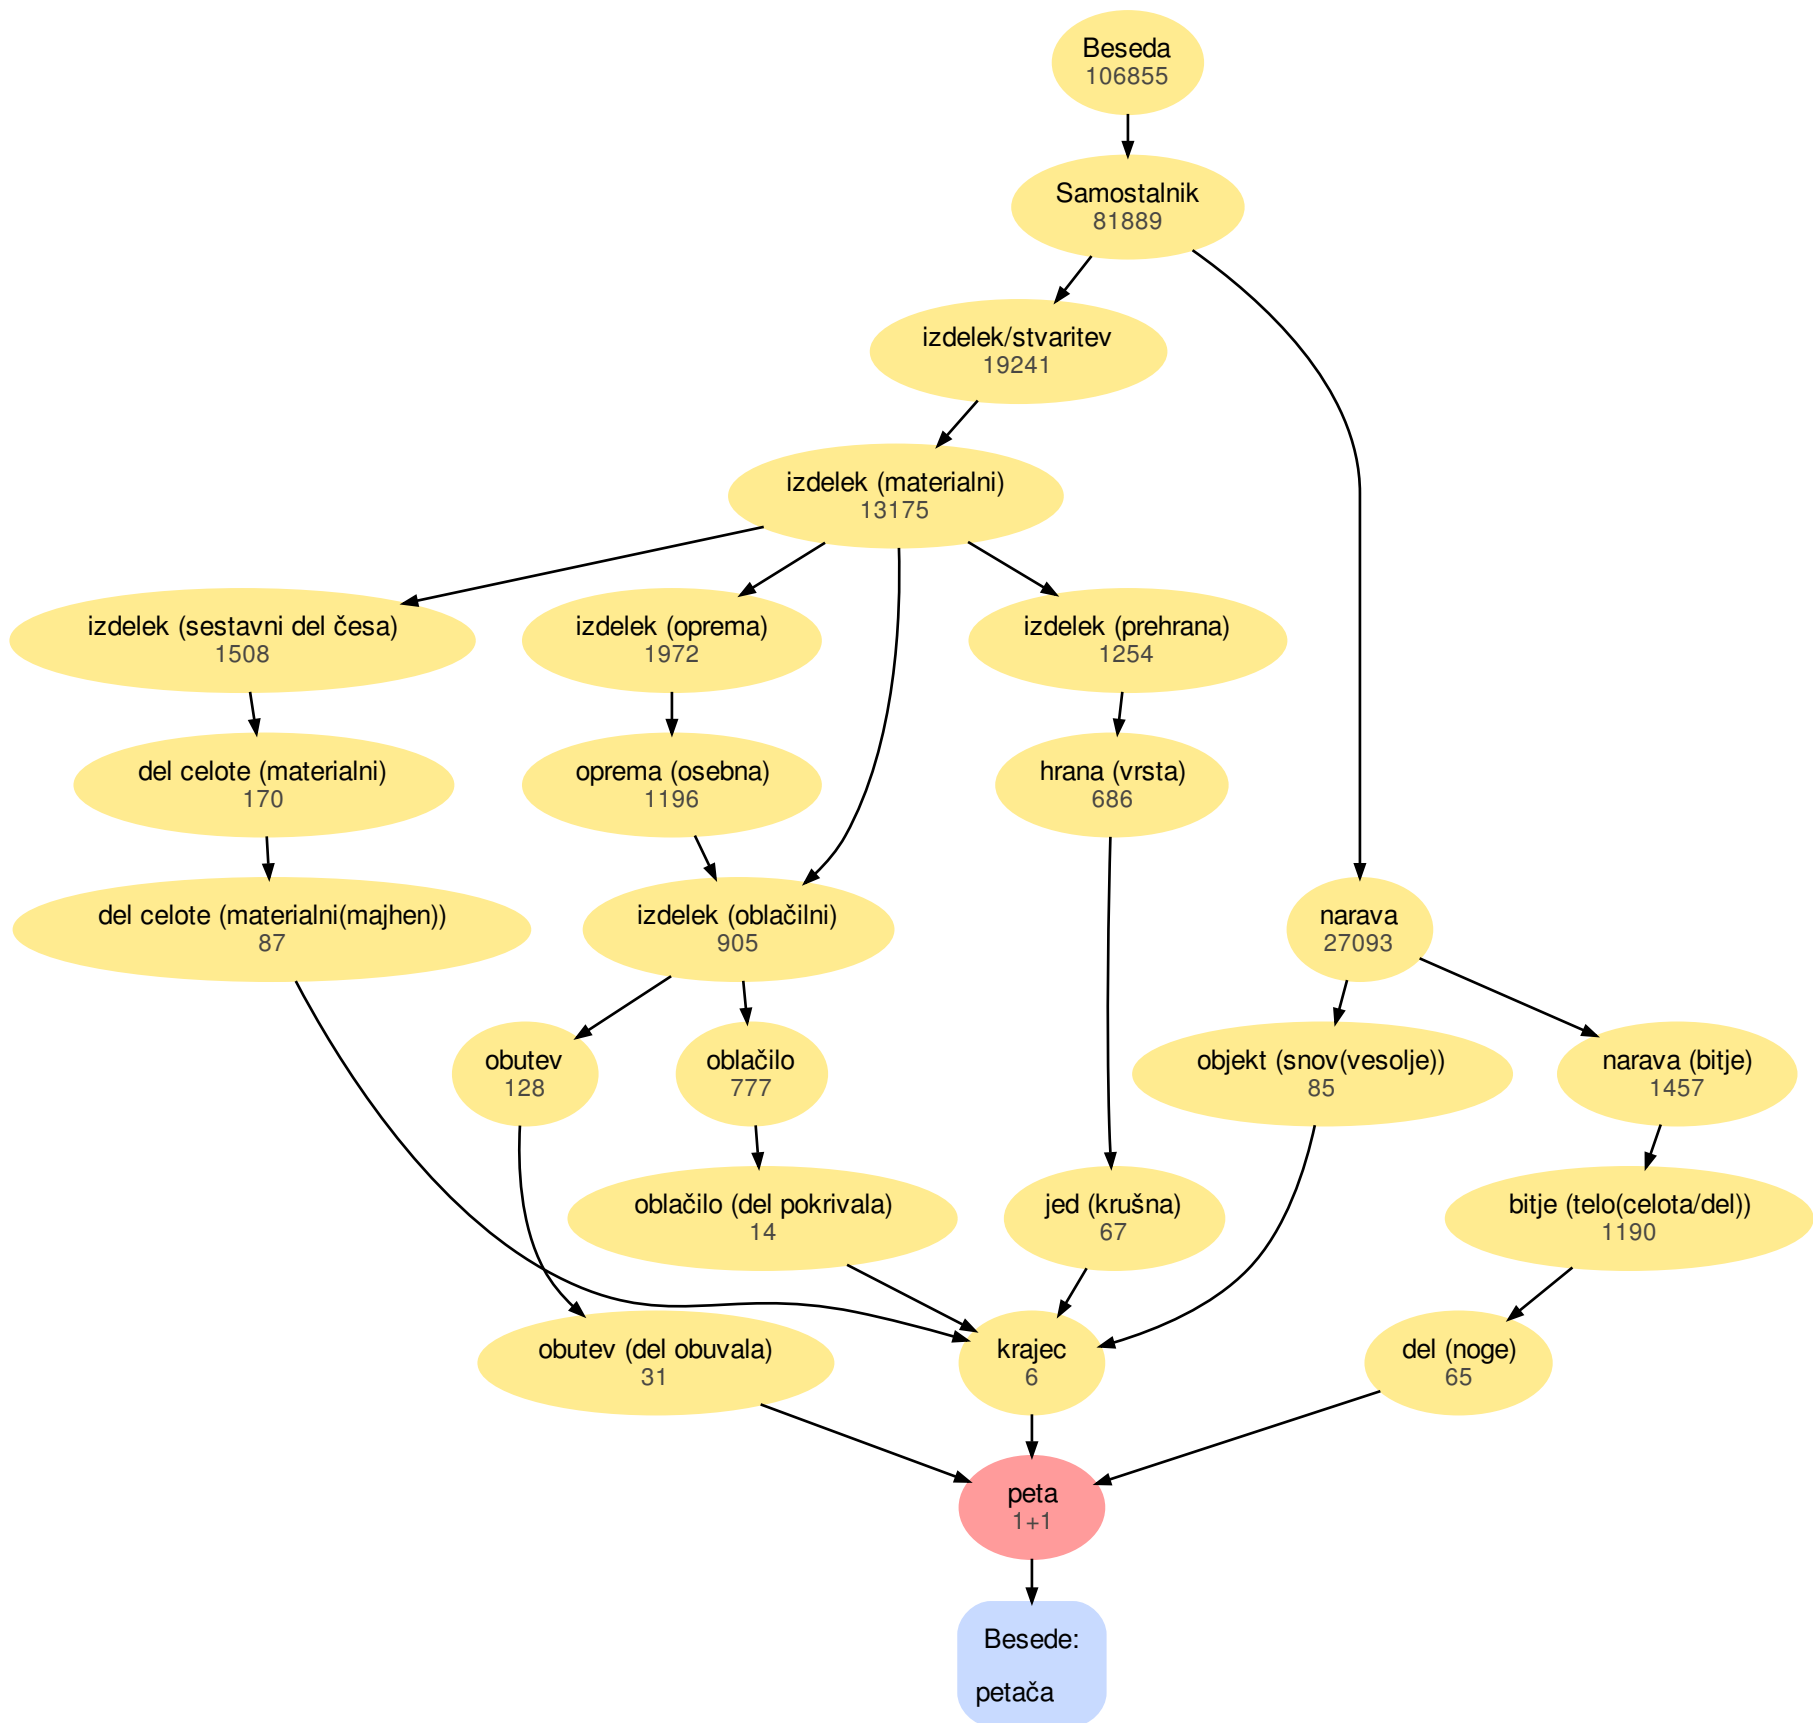 Beseda
106855
Samostalnik
81889
izdelek/stvaritev
19241
izdelek (materialni)
13175
izdelek (sestavni del česa)
1508
izdelek (oprema)
1972
izdelek (prehrana)
1254
del celote (materialni)
170
oprema (osebna)
1196
hrana (vrsta)
686
del celote (materialni(majhen))
87
izdelek (oblačilni)
905
narava
27093
obutev
128
oblačilo
777
objekt (snov(vesolje))
85
narava (bitje)
1457
oblačilo (del pokrivala)
14
jed (krušna)
67
bitje (telo(celota/del))
1190
obutev (del obuvala)
31
krajec
6
del (noge)
65
peta
1+1
Besede:
petača